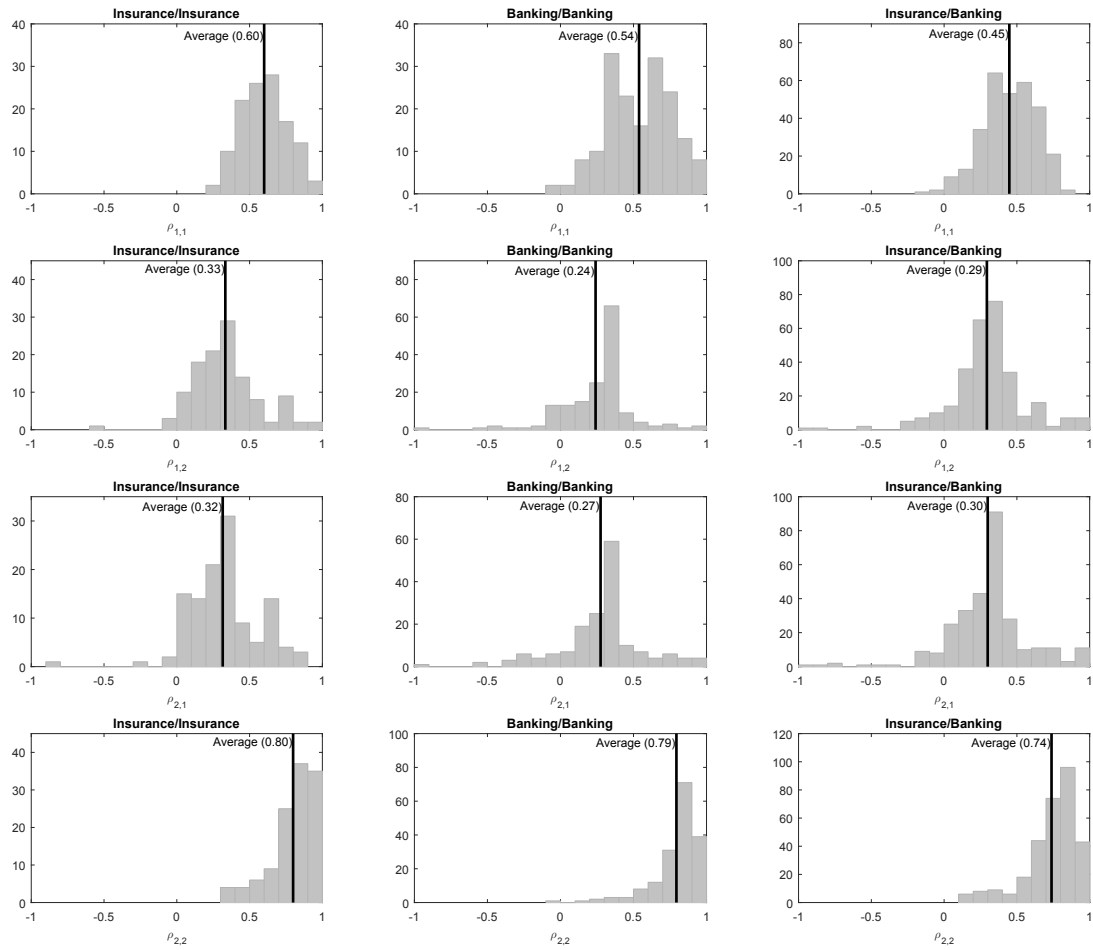 Insurance/Insurance
Banking/Banking
Insurance/Banking
40
30
20
10
0
Average (0.60)
-1 -0.5 0 0.5 1
ρ1,1
40
30
20
10
0
Average (0.54)
-1 -0.5 0 0.5 1
ρ1,1
80
60
40
20
0
Average (0.45)
-1 -0.5 0 0.5 1
ρ1,1
Insurance/Insurance
Banking/Banking
Insurance/Banking
40
30
20
10
0
Average (0.33)
-1 -0.5 0 0.5 1
ρ1,2
80
60
40
20
0
Average (0.24)
-1 -0.5 0 0.5 1
ρ1,2
100
80
60
40
20
0
Average (0.29)
-1 -0.5 0 0.5 1
ρ1,2
Insurance/Insurance
Banking/Banking
Insurance/Banking
30
20
10
0
Average (0.32)
-1 -0.5 0 0.5 1
ρ2,1
80
60
40
20
0
Average (0.27)
-1 -0.5 0 0.5 1
ρ2,1
100
80
60
40
20
0
Average (0.30)
-1 -0.5 0 0.5 1
ρ2,1
Insurance/Insurance
Banking/Banking
Insurance/Banking
40
30
20
10
0
Average (0.80)
-1 -0.5 0 0.5 1
ρ2,2
100
80
60
40
20
0
Average (0.79)
-1 -0.5 0 0.5 1
ρ2,2
120
100
80
60
40
20
0
Average (0.74)
-1 -0.5 0 0.5 1
ρ2,2